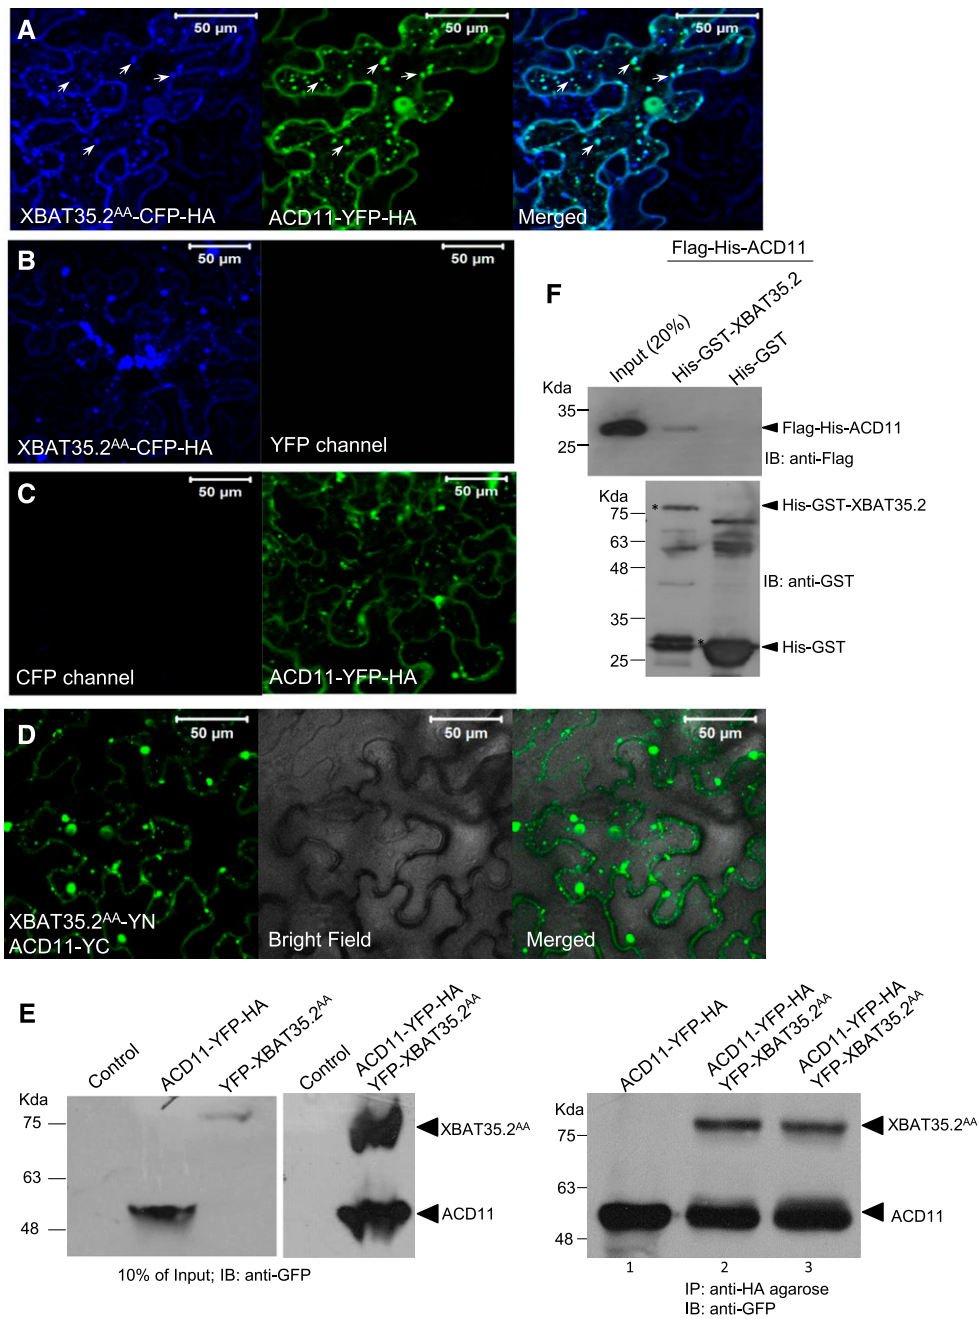 A
50 µm
50 µm
50 µm
XBAT35.2ᴬᴬ-CFP-HA
ACD11-YFP-HA
Merged
B
50 µm
50 µm
XBAT35.2ᴬᴬ-CFP-HA
YFP channel
C
50 µm
50 µm
CFP channel
ACD11-YFP-HA
F
Flag-His-ACD11
Input (20%)
His-GST-XBAT35.2
His-GST
Kda
35
25
Flag-His-ACD11
IB: anti-Flag
Kda
75
63
48
35
25
*
*
His-GST-XBAT35.2
IB: anti-GST
His-GST
D
50 µm
50 µm
50 µm
XBAT35.2ᴬᴬ-YN
ACD11-YC
Bright Field
Merged
E
Control
ACD11-YFP-HA
YFP-XBAT35.2ᴬᴬ
Control
ACD11-YFP-HA
YFP-XBAT35.2ᴬᴬ
Kda
75
63
48
XBAT35.2ᴬᴬ
ACD11
10% of Input; IB: anti-GFP
ACD11-YFP-HA
ACD11-YFP-HA
YFP-XBAT35.2ᴬᴬ
ACD11-YFP-HA
YFP-XBAT35.2ᴬᴬ
Kda
75
63
48
XBAT35.2ᴬᴬ
ACD11
1 2 3
IP: anti-HA agarose
IB: anti-GFP